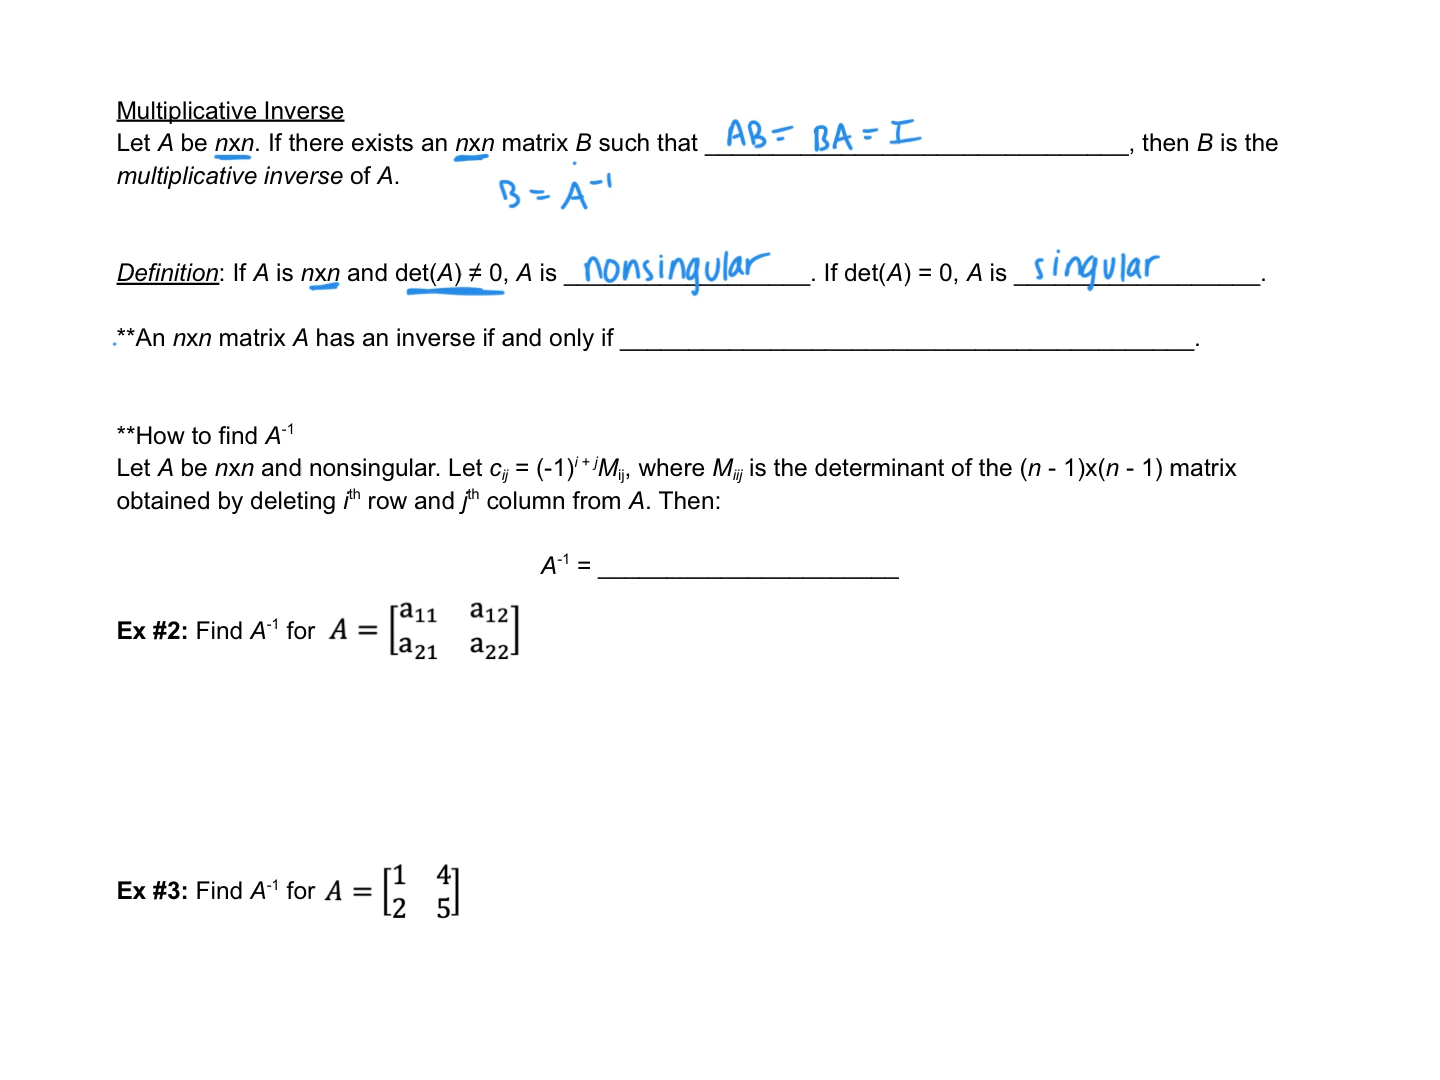 Multiplicative Inverse
Let A be nxn. If there exists an nxn matrix B such that AB = BA = I, then B is the
multiplicative inverse of A.
B = A⁻¹
Definition: If A is nxn and det(A) ≠ 0, A is nonsingular. If det(A) = 0, A is singular.
**An nxn matrix A has an inverse if and only if ______________________.
**How to find A⁻¹
Let A be nxn and nonsingular. Let cᵢⱼ = (-1)ⁱ⁺ʲMᵢⱼ, where Mᵢᵢⱼ is the determinant of the (n - 1)x(n - 1) matrix
obtained by deleting iᵗʰ row and jᵗʰ column from A. Then:
A⁻¹ = ______________________
Ex #2: Find A⁻¹ for A = [a₁₁ a₁₂
a₂₁ a₂₂]
Ex #3: Find A⁻¹ for A = [1 4
2 5]